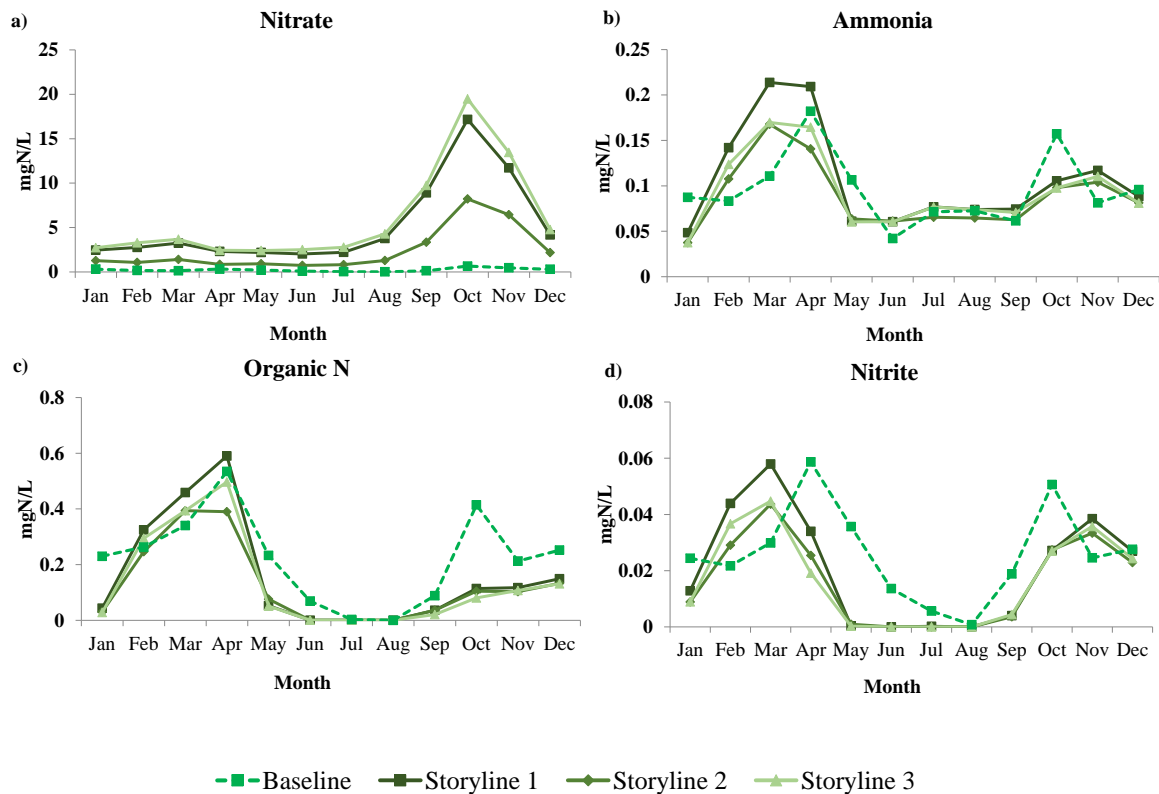 a)
Nitrate
25
20
15
10
5
0
mgN/L
Jan Feb Mar Apr May Jun Jul Aug Sep Oct Nov Dec
Month
b)
Ammonia
0.25
0.2
0.15
0.1
0.05
0
mgN/L
Jan Feb Mar Apr May Jun Jul Aug Sep Oct Nov Dec
Month
c)
Organic N
0.8
0.6
0.4
0.2
0
mgN/L
Jan Feb Mar Apr May Jun Jul Aug Sep Oct Nov Dec
Month
d)
Nitrite
0.08
0.06
0.04
0.02
0
mgN/L
Jan Feb Mar Apr May Jun Jul Aug Sep Oct Nov Dec
Month
Baseline Storyline 1 Storyline 2 Storyline 3